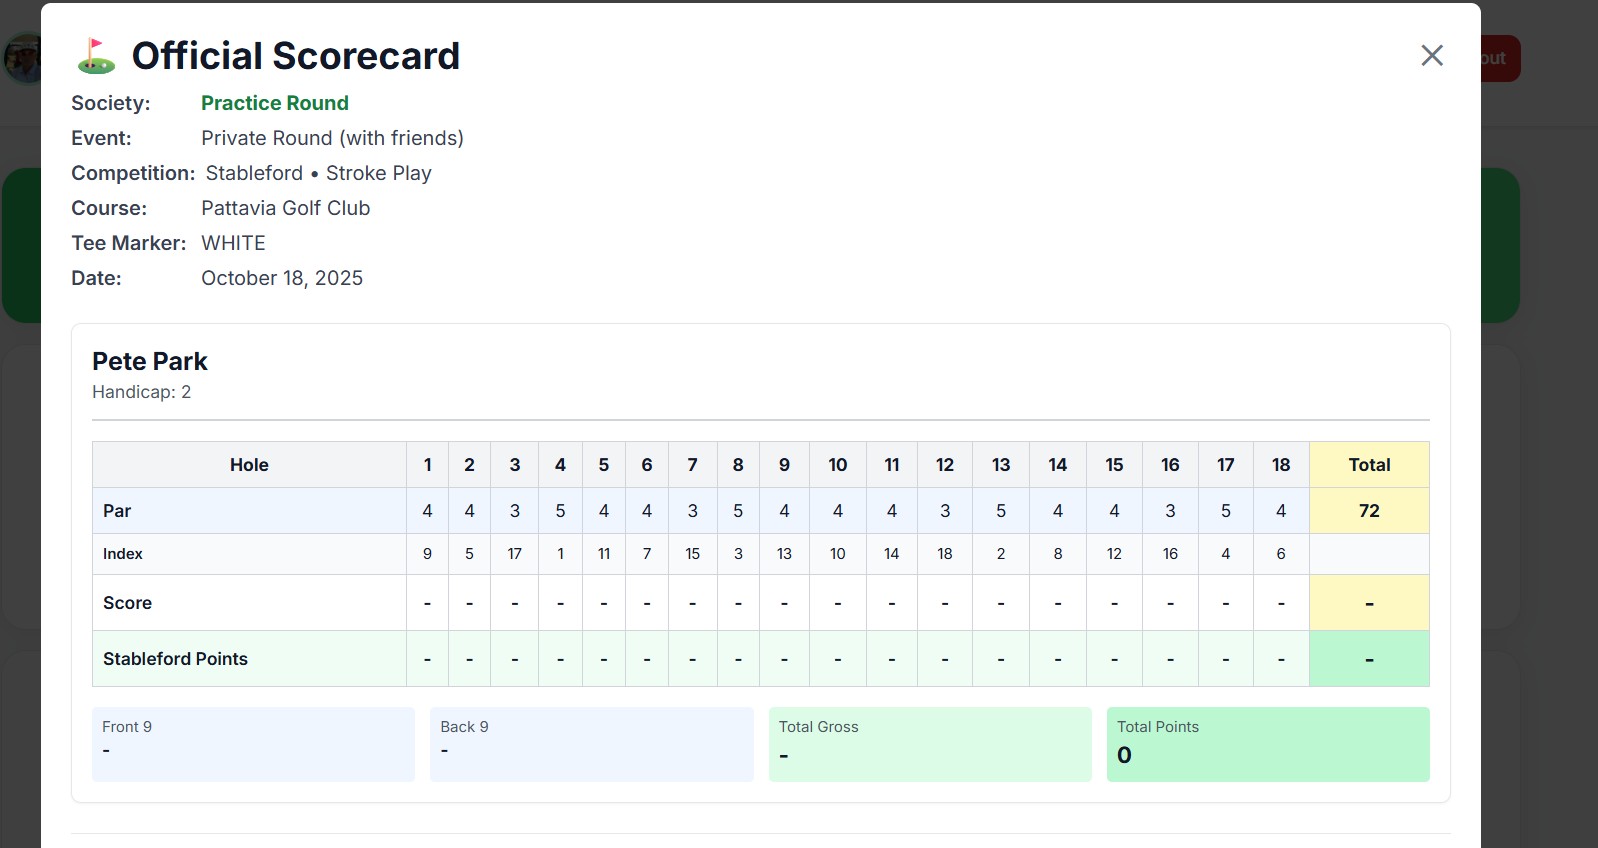 Official Scorecard
out
Society: Practice Round
Event: Private Round (with friends)
Competition: Stableford • Stroke Play
Course: Pattavia Golf Club
Tee Marker: WHITE
Date: October 18, 2025
Pete Park
Handicap: 2
Hole 1 2 3 4 5 6 7 8 9 10 11 12 13 14 15 16 17 18 Total
Par 4 4 3 5 4 4 3 5 4 4 4 3 5 4 4 3 5 4 72
Index 9 5 17 1 11 7 15 3 13 10 14 18 2 8 12 16 4 6
Score - - - - - - - - - - - - - - - - - - -
Stableford Points - - - - - - - - - - - - - - - - - - -
Front 9 Back 9 Total Gross Total Points
- - - 0